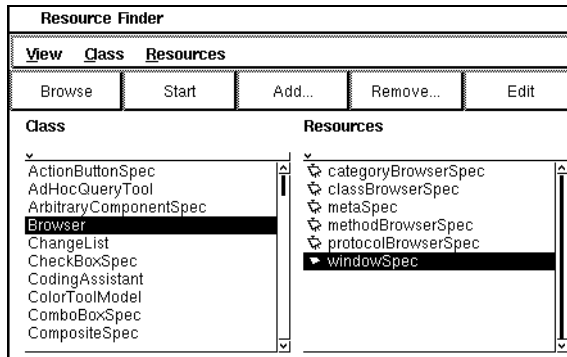 Resource Finder
View Class Resources
Browse Start Add... Remove... Edit
Class
ActionButtonSpec
AdHocQueryTool
ArbitraryComponentSpec
Browser
ChangeList
CheckBoxSpec
CodingAssistant
ColorToolModel
ComboBoxSpec
CompositeSpec
Resources
categoryBrowserSpec
classBrowserSpec
metaSpec
methodBrowserSpec
protocolBrowserSpec
windowSpec